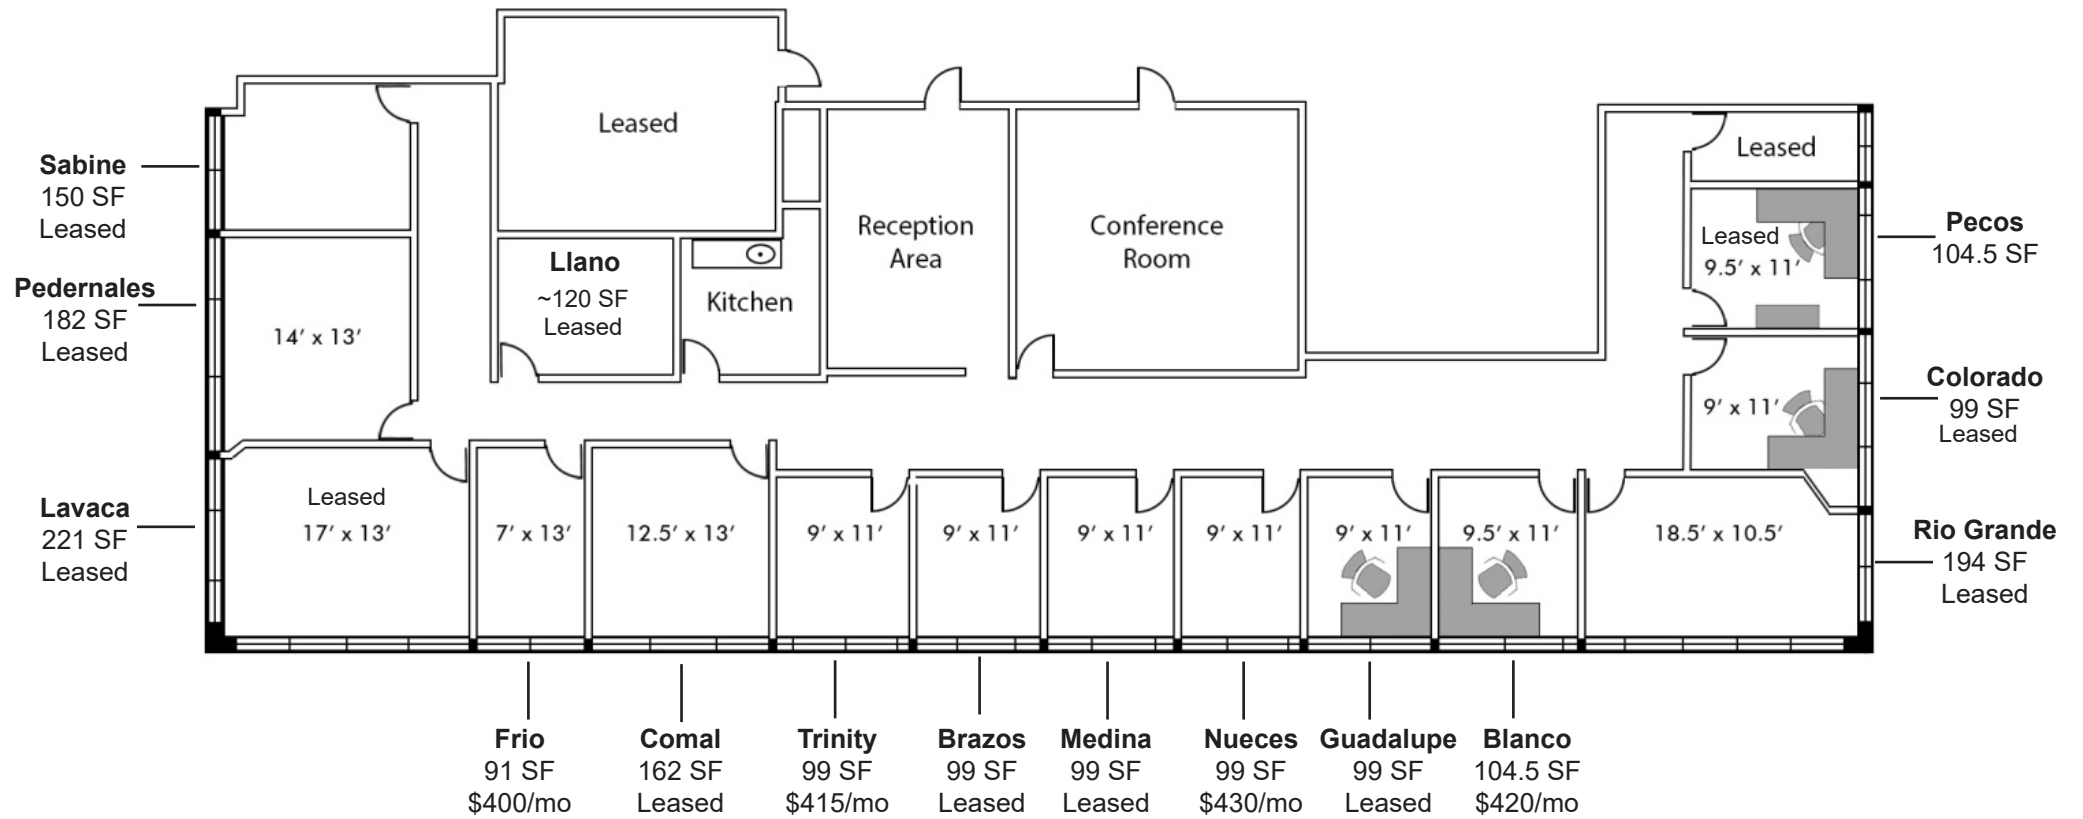 Leased
Leased
Sabine
150 SF
Leased
Reception
Area
Conference
Room
Leased
9.5’ x 11’
Pecos
104.5 SF
Pedernales
182 SF
Leased
14’ x 13’
Llano
~120 SF
Leased
Kitchen
9’ x 11’
Colorado
99 SF
Leased
Lavaca
221 SF
Leased
Leased
17’ x 13’
7’ x 13’
12.5’ x 13’
9’ x 11’
9’ x 11’
9’ x 11’
9’ x 11’
9’ x 11’
9.5’ x 11’
18.5’ x 10.5’
Rio Grande
194 SF
Leased
Frio
91 SF
$400/mo
Comal
162 SF
Leased
Trinity
99 SF
$415/mo
Brazos
99 SF
Leased
Medina
99 SF
Leased
Nueces
99 SF
$430/mo
Guadalupe
99 SF
Leased
Blanco
104.5 SF
$420/mo